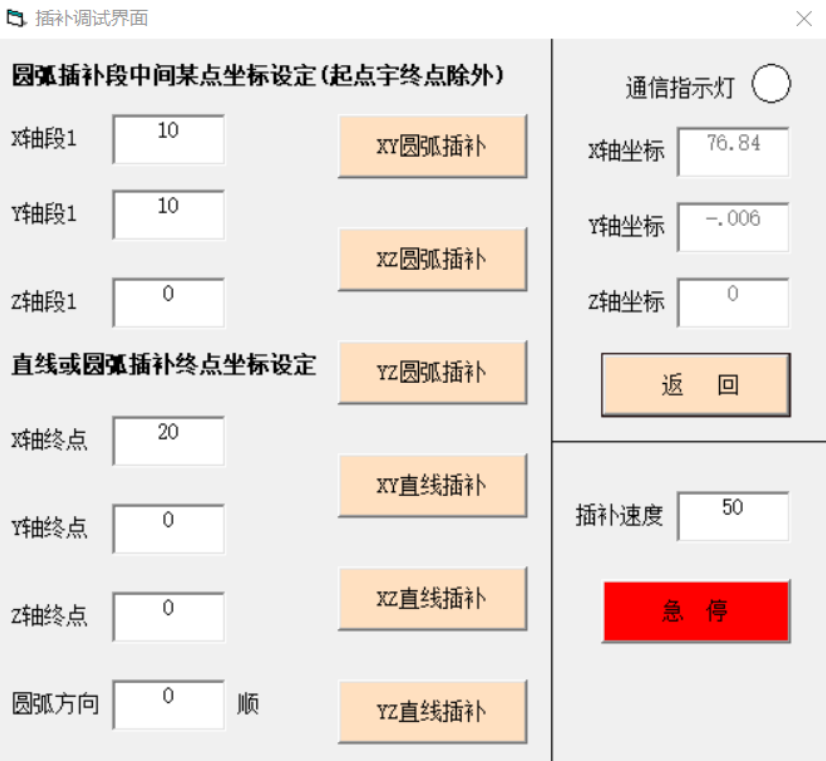 插补调试界面
圆弧插补段中间某点坐标设定(起点宇终点除外)
X轴段1 10
Y轴段1 10
Z轴段1 0
直线或圆弧插补终点坐标设定
X轴终点 20
Y轴终点 0
Z轴终点 0
圆弧方向 0 顺
XY圆弧插补
XZ圆弧插补
YZ圆弧插补
XY直线插补
XZ直线插补
YZ直线插补
通信指示灯
X轴坐标 76.84
Y轴坐标 -.006
Z轴坐标 0
返 回
插补速度 50
急 停